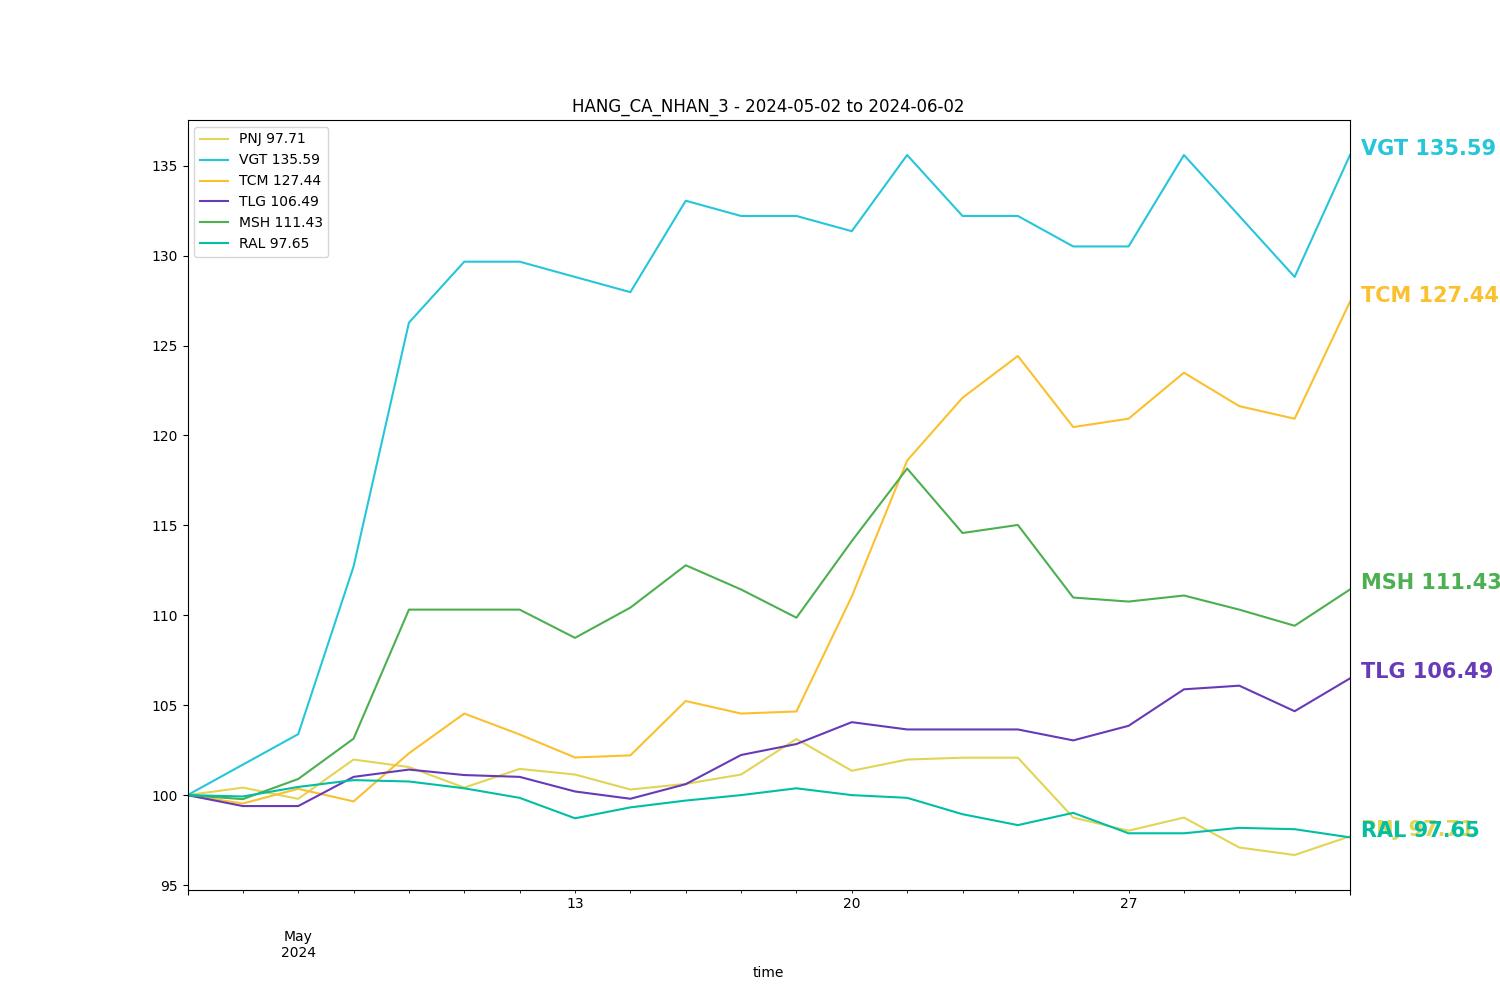 HANG_CA_NHAN_3 - 2024-05-02 to 2024-06-02
PNJ 97.71
VGT 135.59
TCM 127.44
TLG 106.49
MSH 111.43
RAL 97.65
135
130
125
120
115
110
105
100
95
VGT 135.59
TCM 127.44
MSH 111.43
TLG 106.49
RAL 97.65
13
20
27
May
2024
time